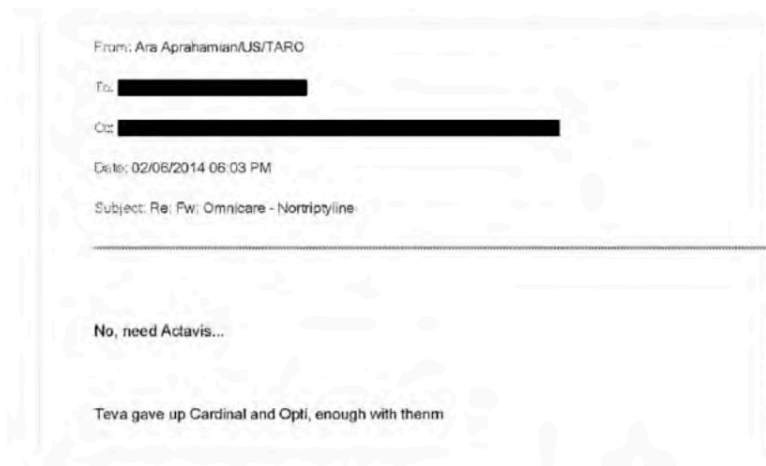 From: Ara Aprahamian/US/TARO
To:
Cc:
Date: 02/06/2014 06:03 PM
Subject: Re: Fw: Omnicare - Nortriptyline
No, need Actavis...
Teva gave up Cardinal and Opti, enough with thenm